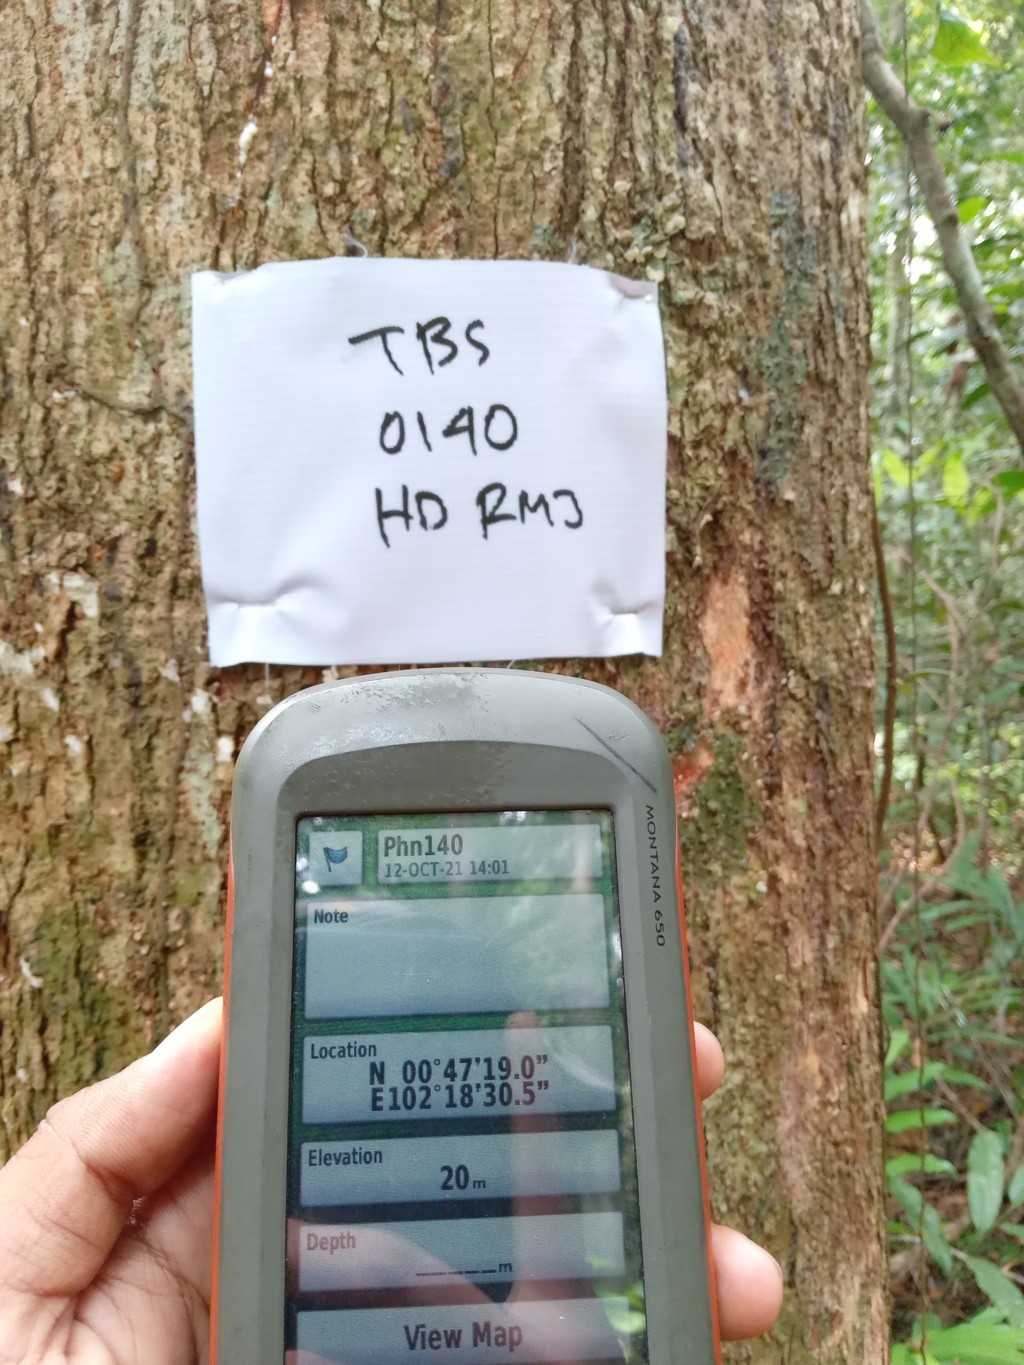 TBS
0140
HD RMJ
MONTANA 650
Phn140
12-OCT-21 14:01
Note
Location
N 00°47'19.0"
E102°18'30.5"
Elevation
20m
Depth
_____m
View Map